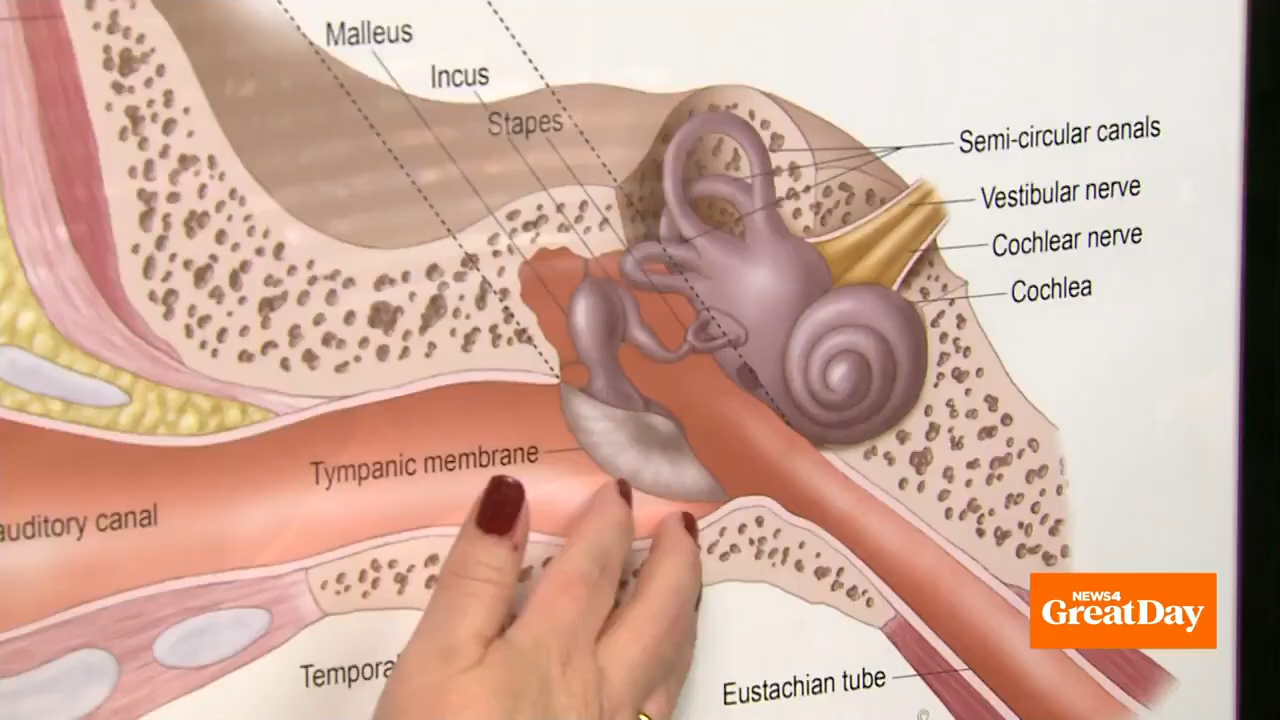 Malleus
Incus
Stapes
Semi-circular canals
Vestibular nerve
Cochlear nerve
Cochlea
Tympanic membrane
auditory canal
Eustachian tube
NEWS4
GreatDay